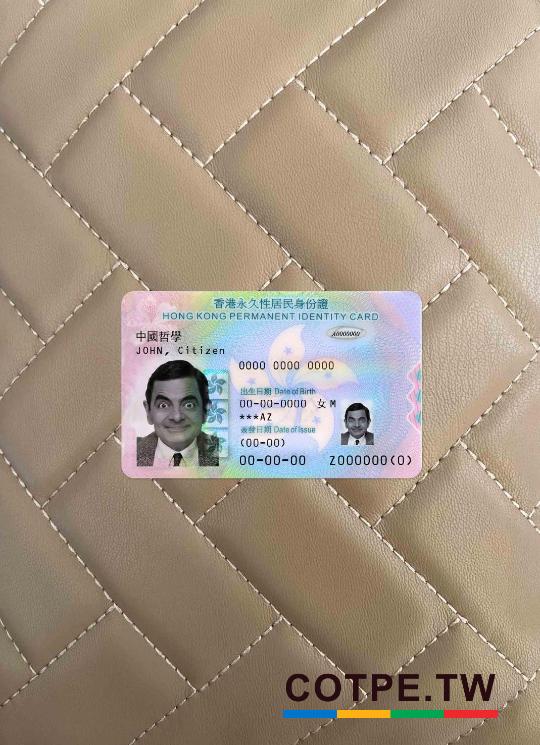 香港永久性居民身份證
HONG KONG PERMANENT IDENTITY CARD
A0000000
中國哲學
JOHN, Citizen
0000 0000 0000
出生日期 Date of Birth
00-00-0000 女 M
***AZ
簽發日期 Date of Issue
(00-00)
00-00-00
Z000000(0)
COTPE.TW